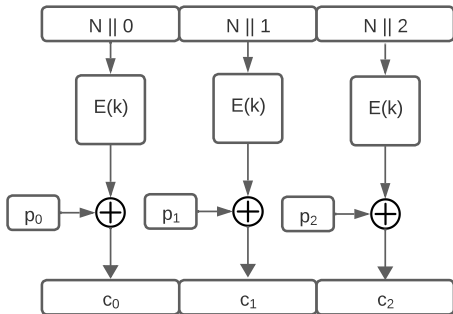 N || 0 N || 1 N || 2
E(k) E(k) E(k)
p₀ p₁ p₂
c₀ c₁ c₂